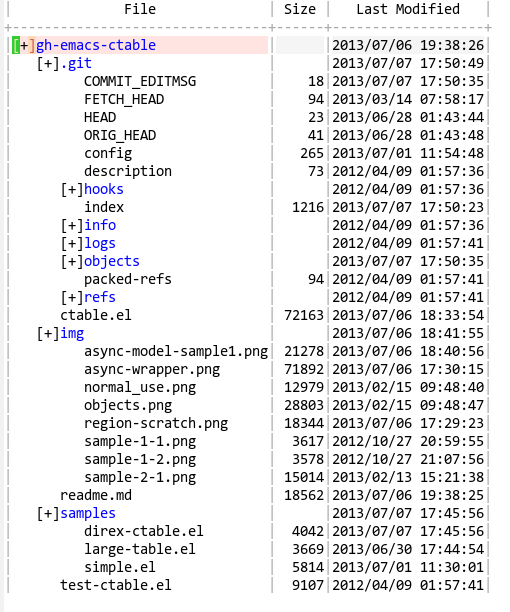 File | Size | Last Modified
[+]gh-emacs-ctable | | 2013/07/06 19:38:26
[+].git | | 2013/07/07 17:50:49
COMMIT_EDITMSG | 18 | 2013/07/07 17:50:35
FETCH_HEAD | 94 | 2013/03/14 07:58:17
HEAD | 23 | 2013/06/28 01:43:44
ORIG_HEAD | 41 | 2013/06/28 01:43:48
config | 265 | 2013/07/01 11:54:48
description | 73 | 2012/04/09 01:57:36
[+]hooks | | 2012/04/09 01:57:36
index | 1216 | 2013/07/07 17:50:23
[+]info | | 2012/04/09 01:57:36
[+]logs | | 2012/04/09 01:57:41
[+]objects | | 2013/07/07 17:50:35
packed-refs | 94 | 2012/04/09 01:57:41
[+]refs | | 2012/04/09 01:57:41
ctable.el | 72163 | 2013/07/06 18:33:54
[+]img | | 2013/07/06 18:41:55
async-model-sample1.png | 21278 | 2013/07/06 18:40:56
async-wrapper.png | 71892 | 2013/07/06 17:30:15
normal_use.png | 12979 | 2013/02/15 09:48:40
objects.png | 28803 | 2013/02/15 09:48:47
region-scratch.png | 18344 | 2013/07/06 17:29:23
sample-1-1.png | 3617 | 2012/10/27 20:59:55
sample-1-2.png | 3578 | 2012/10/27 21:07:56
sample-2-1.png | 15014 | 2013/02/13 15:21:38
readme.md | 18562 | 2013/07/06 19:38:25
[+]samples | | 2013/07/07 17:45:56
direx-ctable.el | 4042 | 2013/07/07 17:45:56
large-table.el | 3669 | 2013/06/30 17:44:54
simple.el | 5814 | 2013/07/01 11:30:01
test-ctable.el | 9107 | 2012/04/09 01:57:41